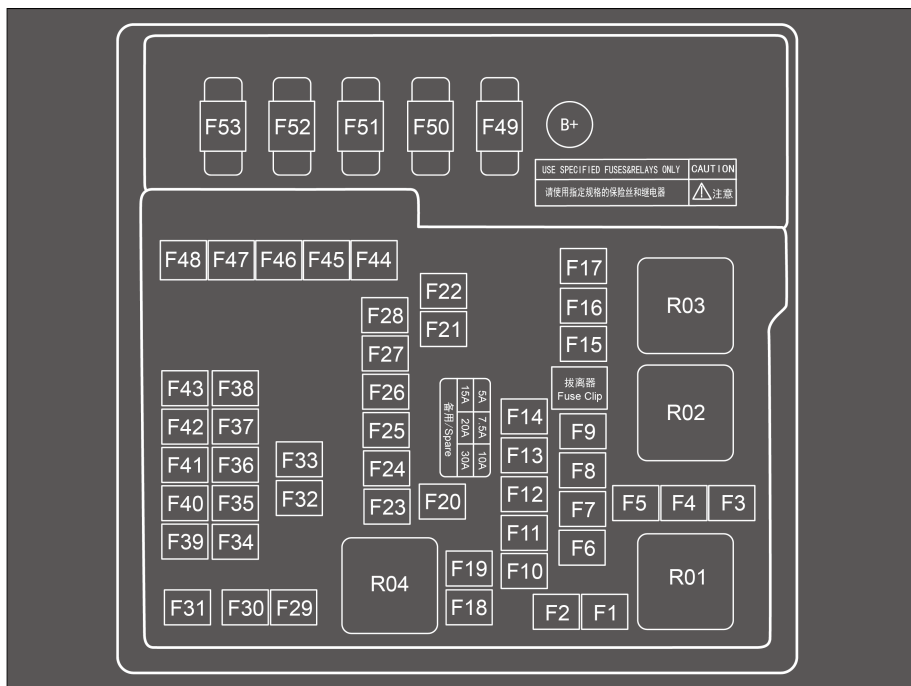 F53 F52 F51 F50 F49 B+
USE SPECIFIED FUSES&RELAYS ONLY CAUTION
请使用指定规格的保险丝和继电器 注意
F48 F47 F46 F45 F44
F22
F21
F28
F27
F26
F25
F24
F23
F17
F16
F15
R03
拔离器
Fuse Clip
R02
F43 F38
F42 F37
F41 F36
F40 F35
F39 F34
F33
F32
5A 7.5A 10A
15A 20A 30A
备用/Spare
F20
F14
F13
F12
F11
F10
F9
F8
F7
F6
F5 F4 F3
R01
R04
F19
F18
F31 F30 F29
F2 F1